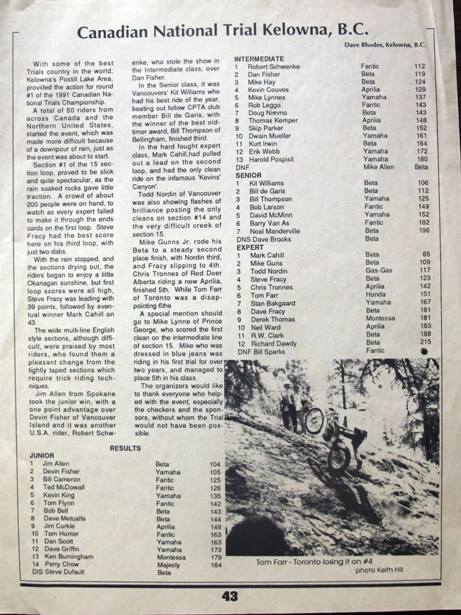 Canadian National Trial Kelowna, B.C.
Dave Rhodes, Kelowna, B.C.
With some of the best
Trials country in the world,
Kelowna's Postill Lake Area,
provided the action for round
#1 of the 1991 Canadian Na-
tional Trials Championship.
A total of 50 riders from
across Canada and the
Northern United States,
started the event, which was
made more difficult because
of a downpour of rain, just as
the event was about to start.
Section #1 of the 15 sec-
tion loop, proved to be slick
and quite spectacular, as the
rain soaked rocks gave little
traction. A crowd of about
200 people were on hand, to
watch as every expert failed
to make it through the ends
cards on the first loop. Steve
Fracy had the best score
here on his third loop, with
just two dabs.
With the rain stopped, and
the sections drying out, the
riders began to enjoy a little
Okanagan sunshine, but first
loop scores were all high,
Steve Fracy was leading with
39 points, followed by even-
tual winner Mark Cahill on
43.
The wide multi-line English
style sections, although diffi-
cult, were praised by most
riders, who found them a
pleasant change from the
tightly taped sections which
require trick riding tech-
niques.
Jim Allen from Spokane
took the junior win, with a
one point advantage over
Devin Fisher of Vancouver
Island and it was another
U.S.A. rider, Robert Schw-
enke, who stole the show in
the Intermediate class, over
Dan Fisher.
In the Senior class, it was
Vancouvers' Kit Williams who
had his best ride of the year,
beating out fellow CPTA club
member Bill de Garis, with
the winner of the best old-
timer award, Bill Thompson of
Bellingham, finished third.
In the hard fought expert
class, Mark Cahill,had pulled
out a lead on the second
loop, and had the only clean
ride on the infamous 'Kevins'
Canyon'.
Todd Nordin of Vancouver
was also showing flashes of
brilliance posting the only
cleans on section #14 and
the very difficult creek of
section 15.
Mike Gunns Jr. rode his
Beta to a steady second
place finish, with Nordin third,
and Fracy slipping to 4th.
Chris Tronnes of Red Deer
Alberta riding a new Aprilia,
finished 5th. While Tom Farr
of Toronto was a disap-
pointing 6the
A special mention should
go to Mike Lynne of Prince
George, who scored the first
clean on the intermediate line
of section 15. Mike who was
dressed in blue jeans was
riding in his first trial for over
two years, and managed to
place 5th in his class.
The organizers would like
to thank everyone who help-
ed with the event, especially
the checkers and the spon-
sors, without whom the Trial
would not have been pos-
sible.
RESULTS
JUNIOR
1 Jim Allen Beta 104
2 Devin Fisher Yamaha 105
3 Bill Cameron Fantic 125
4 Ted McDowall Fantic 126
5 Kevin King Yamaha 135
6 Tom Flynn Fantic 142
7 Bob Bell Beta 143
8 Dave Metcalfe Beta 144
9 Jim Corkle Aprilia 149
10 Tom Hunter Fantic 163
11 Dan Scott Yamaha 163
12 Dave Griffin Yamaha 173
13 Ken Burningham Montessa 179
14 Perry Chow Majesty 184
DIS Steve Dufault Beta
INTERMEDIATE
1 Robert Schwenke Fantic 112
2 Dan Fisher Beta 119
3 Mike Hay Beta 124
4 Kevin Couves Aprilia 129
5 Mike Lynnes Yamaha 137
6 Rob Leggo Fantic 143
7 Doug Nimmo Beta 143
8 Thomas Kemper Aprilia 148
9 Skip Parker Beta 152
10 Dwain Mueller Yamaha 161
11 Kurt Irwin Beta 164
12 Erik Webb Yamaha 172
13 Harold Pospisil Yamaha 180
DNF Mike Allen Beta
SENIOR
1 Kit Williams Beta 106
2 Bill de Garis Beta 112
3 Bill Thompson Yamaha 125
4 Bob Larson Fantic 149
5 David McMinn Yamaha 152
6 Barry Van As Fantic 162
7 Neal Manderville Beta 196
DNS Dave Brooks Beta
EXPERT
1 Mark Cahill Beta 85
2 Mike Guns Beta 109
3 Todd Nordin Gas-Gas 117
4 Steve Fracy Beta 123
5 Chris Tronnes Aprilia 142
6 Tom Farr Honda 151
7 Stan Bakgaard Yamaha 167
8 Dave Fracy Beta 181
9 Derek Thomas Montessa 181
10 Neil Ward Aprilia 183
11 R.W. Clark Beta 188
12 Richard Dawdy Beta 215
DNF Bill Sparks Fantic
Tom Farr - Toronto losing it on #4
photo Keith Hill
43